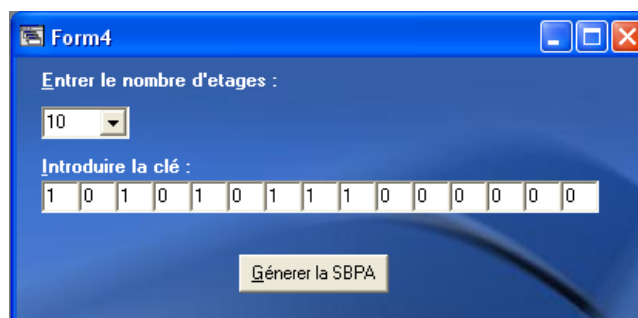 Form4
Entrer le nombre d'etages :
10
Introduire la clé :
1 0 1 0 1 0 1 1 1 0 0 0 0 0 0
Génerer la SBPA